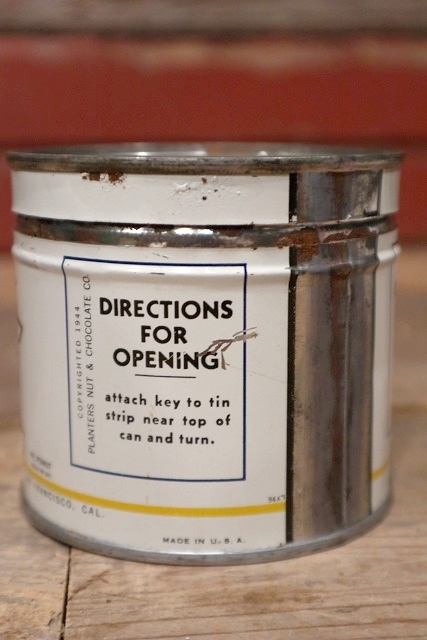 COPYRIGHTED 1944
PLANTERS NUT & CHOCOLATE CO.
DIRECTIONS
FOR
OPENING
attach key to tin
strip near top of
can and turn.
CAL.
MADE IN U.S.A.